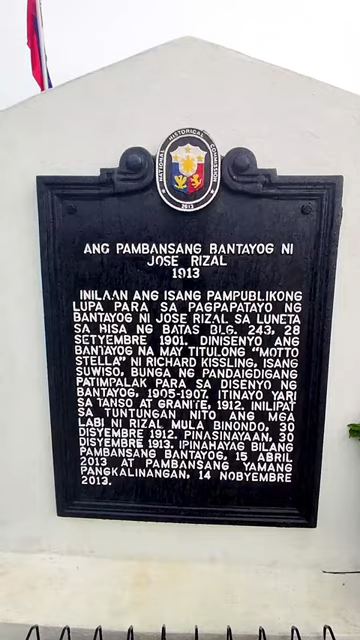 NATIONAL HISTORICAL COMMISSION
2013
ANG PAMBANSANG BANTAYOG NI
JOSE RIZAL
1913
INILAAN ANG ISANG PAMPUBLIKONG
LUPA PARA SA PAGPAPATAYO NG
BANTAYOG NI JOSE RIZAL SA LUNETA
SA BISA NG BATAS BLG. 243, 28
SETYEMBRE 1901. DINISENYO ANG
BANTAYOG NA MAY TITULONG "MOTTO
STELLA" NI RICHARD KISSLING, ISANG
SUWISO, BUNGA NG PANDAIGDIGANG
PATIMPALAK PARA SA DISENYO NG
BANTAYOG, 1905-1907. ITINAYO YARI
SA TANSO AT GRANITE, 1912. INILIPAT
SA TUNTUNGAN NITO ANG MGA
LABI NI RIZAL MULA BINONDO, 30
DISYEMBRE 1912. PINASINAYAAN, 30
DISYEMBRE 1913. IPINAHAYAG BILANG
PAMBANSANG BANTAYOG, 15 ABRIL
2013 AT PAMBANSANG YAMANG
PANGKALINANGAN, 14 NOBYEMBRE
2013.